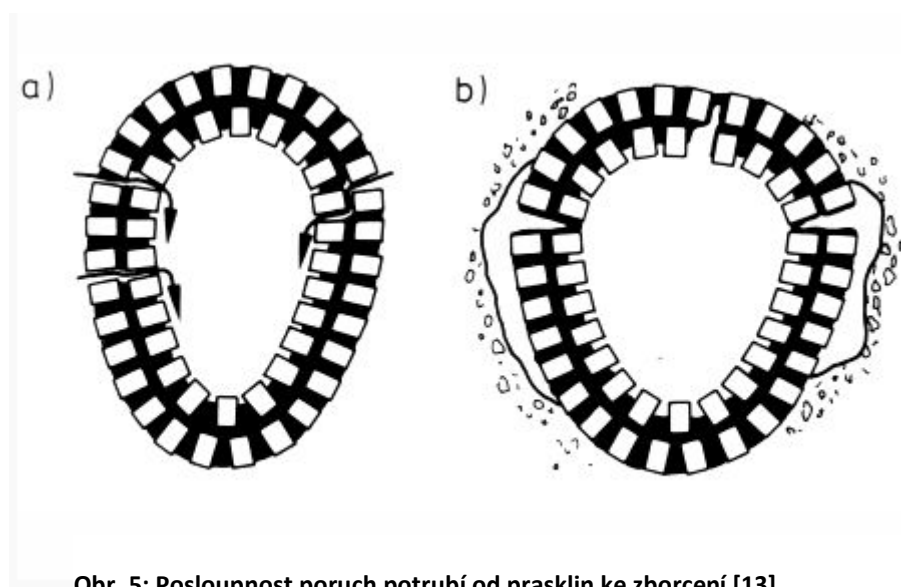 a)
b)
Obr. 5: Posloupnost poruch potrubí od prasklin ke zborcení [13]